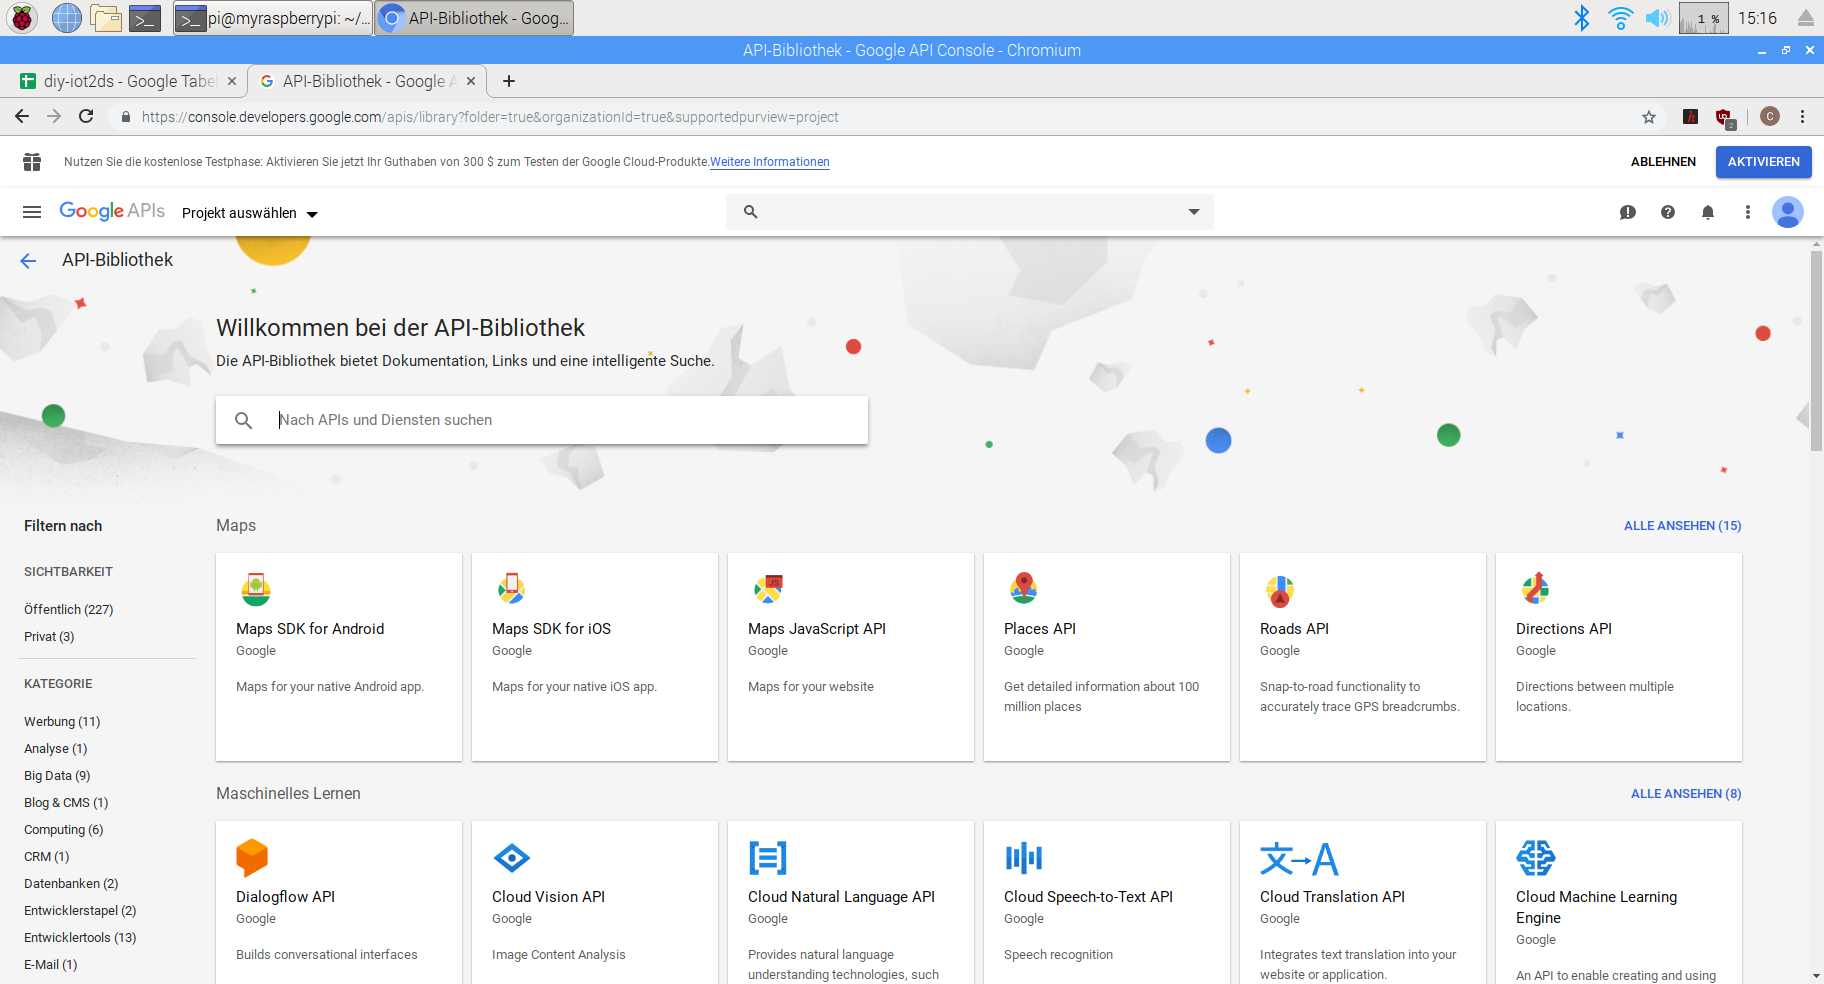 pi@myraspberrypi: ~/...
API-Bibliothek - Goog...
1 %
15:16
API-Bibliothek - Google API Console - Chromium
diy-iot2ds - Google Tabel
API-Bibliothek - Google A
https://console.developers.google.com/apis/library?folder=true&organizationId=true&supportedpurview=project
2
C
Nutzen Sie die kostenlose Testphase: Aktivieren Sie jetzt Ihr Guthaben von 300 $ zum Testen der Google Cloud-Produkte.Weitere Informationen
ABLEHNEN
AKTIVIEREN
Google APIs
Projekt auswählen
API-Bibliothek
Willkommen bei der API-Bibliothek
Die API-Bibliothek bietet Dokumentation, Links und eine intelligente Suche.
Nach APIs und Diensten suchen
Filtern nach
SICHTBARKEIT
Öffentlich (227)
Privat (3)
KATEGORIE
Werbung (11)
Analyse (1)
Big Data (9)
Blog & CMS (1)
Computing (6)
CRM (1)
Datenbanken (2)
Entwicklerstapel (2)
Entwicklertools (13)
E-Mail (1)
Maps
ALLE ANSEHEN (15)
Maps SDK for Android
Google
Maps for your native Android app.
Maps SDK for iOS
Google
Maps for your native iOS app.
JS
Maps JavaScript API
Google
Maps for your website
Places API
Google
Get detailed information about 100
million places
Roads API
Google
Snap-to-road functionality to
accurately trace GPS breadcrumbs.
Directions API
Google
Directions between multiple
locations.
Maschinelles Lernen
ALLE ANSEHEN (8)
Dialogflow API
Google
Builds conversational interfaces
Cloud Vision API
Google
Image Content Analysis
Cloud Natural Language API
Google
Provides natural language
understanding technologies, such
Cloud Speech-to-Text API
Google
Speech recognition
文→A
Cloud Translation API
Google
Integrates text translation into your
website or application.
Cloud Machine Learning
Engine
Google
An API to enable creating and using